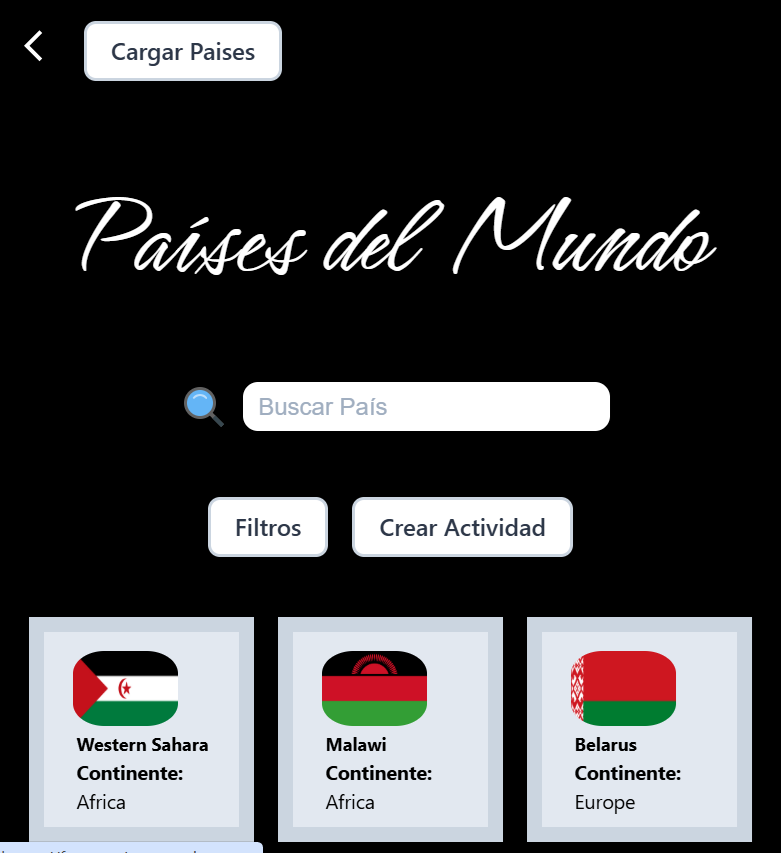 Cargar Paises
Países del Mundo
Buscar País
Filtros
Crear Actividad
Western Sahara
Continente:
Africa
Malawi
Continente:
Africa
Belarus
Continente:
Europe